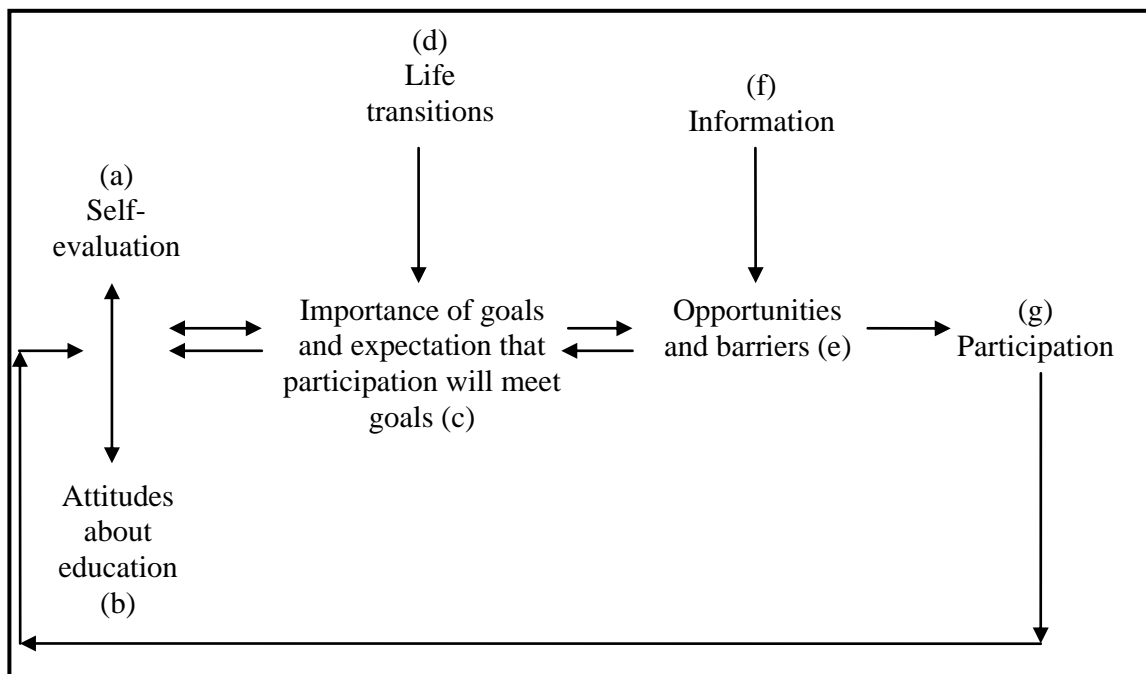 (d)
Life
transitions
(f)
Information
(a)
Self-
evaluation
Importance of goals
and expectation that
participation will meet
goals (c)
Opportunities
and barriers (e)
(g)
Participation
Attitudes
about
education
(b)